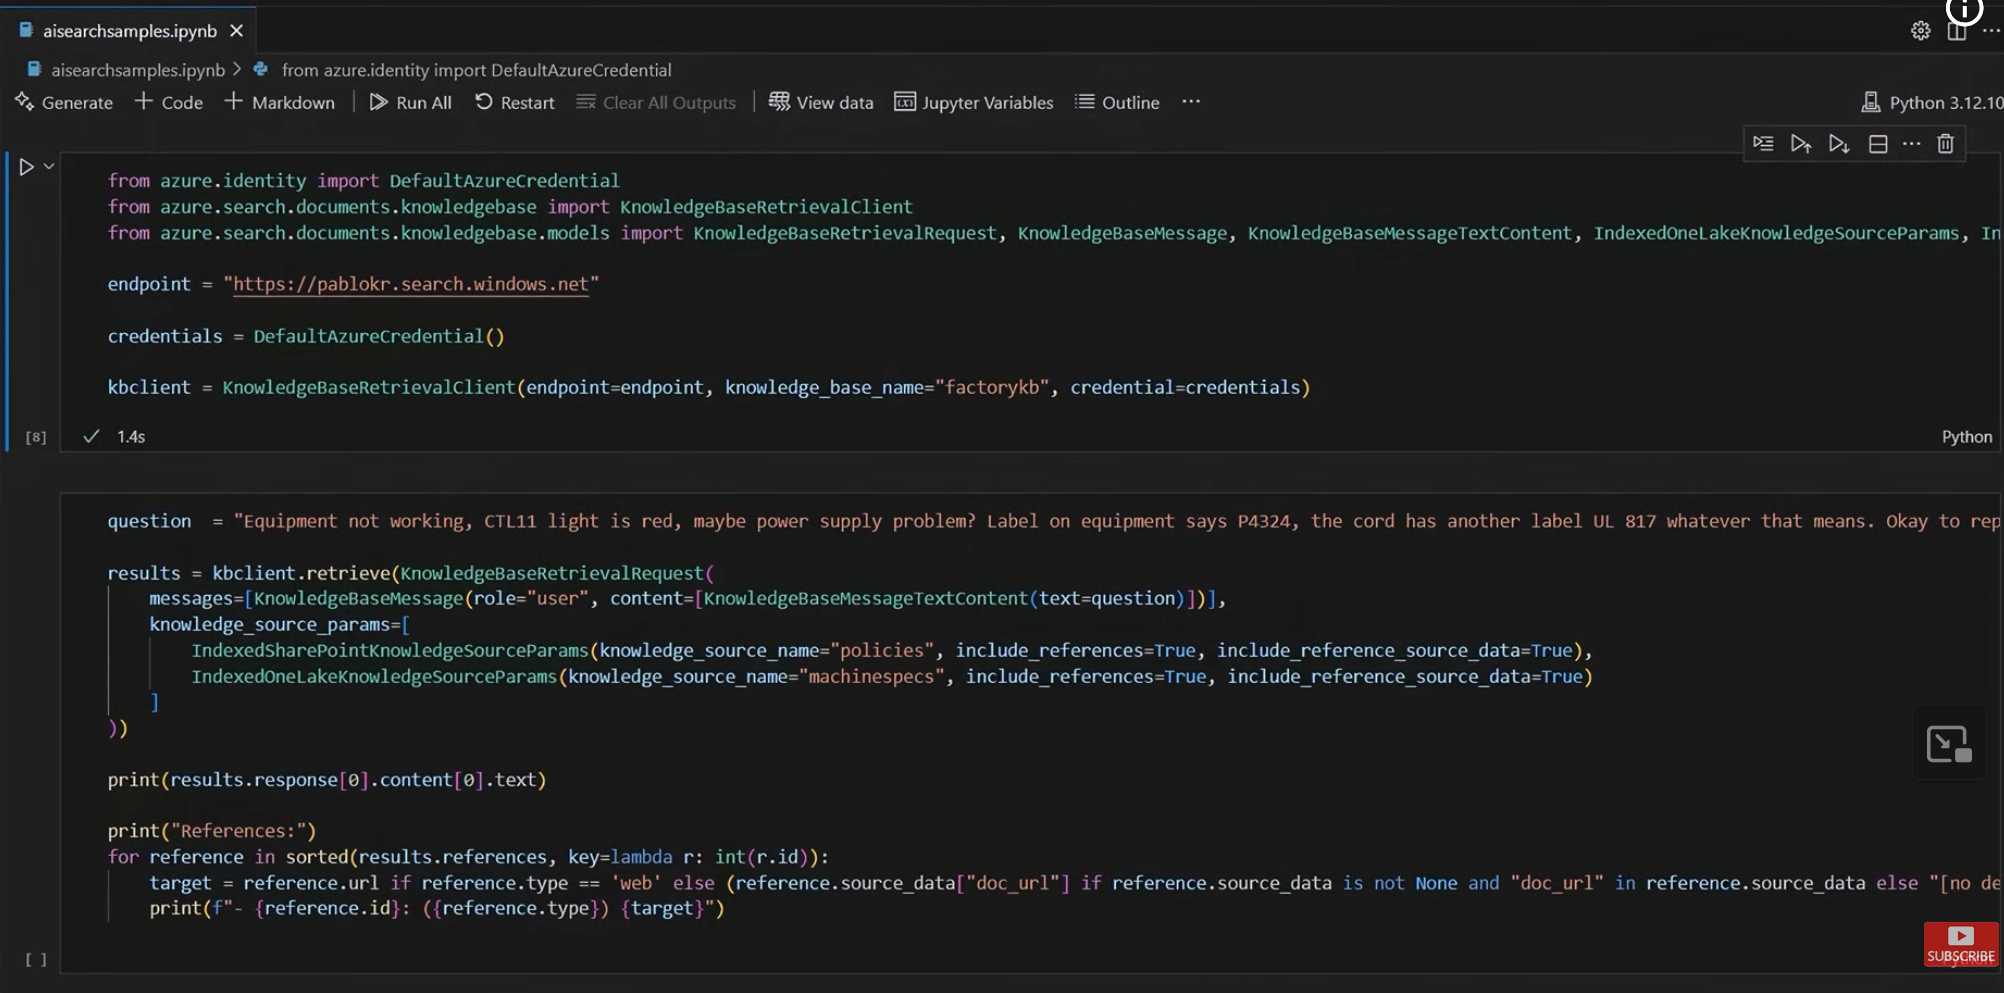 aisearchsamples.ipynb
aisearchsamples.ipynb > from azure.identity import DefaultAzureCredential
Generate + Code + Markdown Run All Restart Clear All Outputs View data Jupyter Variables Outline ... Python 3.12.10
from azure.identity import DefaultAzureCredential
from azure.search.documents.knowledgebase import KnowledgeBaseRetrievalClient
from azure.search.documents.knowledgebase.models import KnowledgeBaseRetrievalRequest, KnowledgeBaseMessage, KnowledgeBaseMessageTextContent, IndexedOneLakeKnowledgeSourceParams, In
endpoint = "https://pablokr.search.windows.net"
credentials = DefaultAzureCredential()
kbclient = KnowledgeBaseRetrievalClient(endpoint=endpoint, knowledge_base_name="factorykb", credential=credentials)
[8] ✓ 1.4s Python
question = "Equipment not working, CTL11 light is red, maybe power supply problem? Label on equipment says P4324, the cord has another label UL 817 whatever that means. Okay to rep
results = kbclient.retrieve(KnowledgeBaseRetrievalRequest(
messages=[KnowledgeBaseMessage(role="user", content=[KnowledgeBaseMessageTextContent(text=question)])],
knowledge_source_params=[
IndexedSharePointKnowledgeSourceParams(knowledge_source_name="policies", include_references=True, include_reference_source_data=True),
IndexedOneLakeKnowledgeSourceParams(knowledge_source_name="machinespecs", include_references=True, include_reference_source_data=True)
]
))
print(results.response[0].content[0].text)
print("References:")
for reference in sorted(results.references, key=lambda r: int(r.id)):
target = reference.url if reference.type == 'web' else (reference.source_data["doc_url"] if reference.source_data is not None and "doc_url" in reference.source_data else "[no de
print(f"- {reference.id}: ({reference.type}) {target}")
SUBSCRIBE
[ ] Python